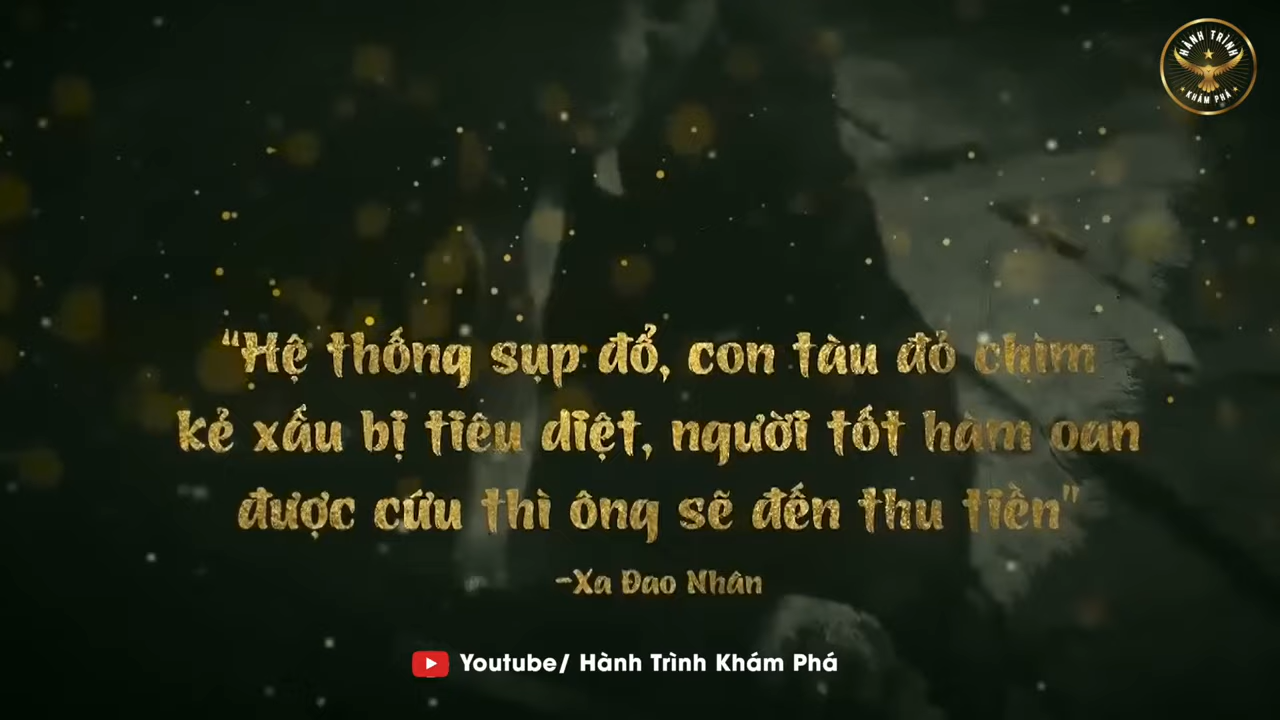 HÀNH TRÌNH
KHÁM PHÁ
"Hệ thống sụp đổ, con tàu đỏ chìm
kẻ xấu bị tiêu diệt, người tốt hàm oan
được cứu thì ông sẽ đến thu tiền"
-Xa Đao Nhân
Youtube/ Hành Trình Khám Phá